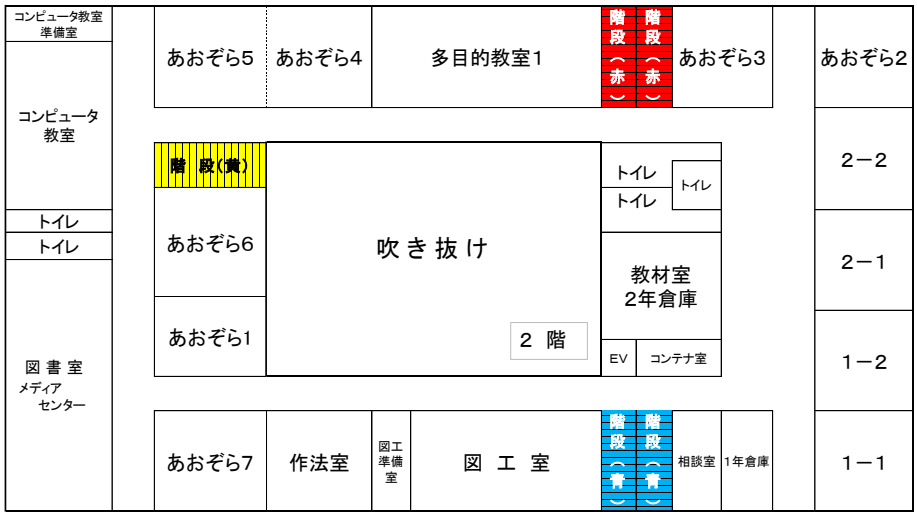 コンピュータ教室
準備室
あおぞら5
あおぞら4
多目的教室1
階段(赤)
階段(赤)
あおぞら3
あおぞら2
コンピュータ
教室
階 段(黄)
トイレ
トイレ
トイレ
2-2
トイレ
トイレ
あおぞら6
吹き抜け
教材室
2年倉庫
2-1
あおぞら1
2 階
EV
コンテナ室
1-2
図書室
メディア
センター
あおぞら7
作法室
図工
準備
室
図工室
階段(青)
階段(青)
相談室
1年倉庫
1-1